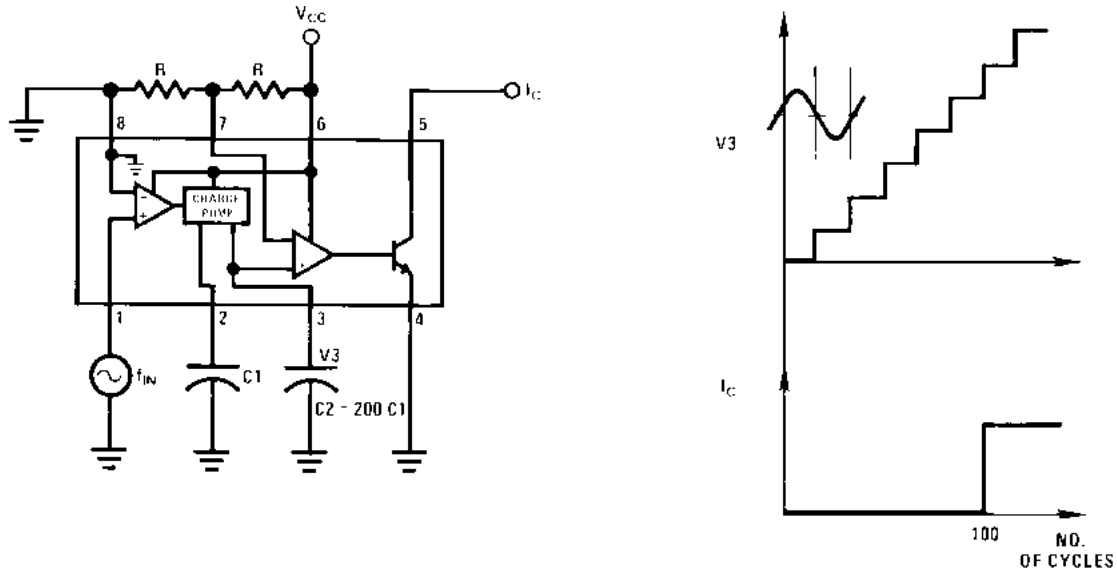 VCC
R
R
IC
8
7
6
5
CHARGE
PUMP
1
2
3
4
fIN
C1
V3
C2 - 200 C1
V3
IC
100
NO.
OF CYCLES